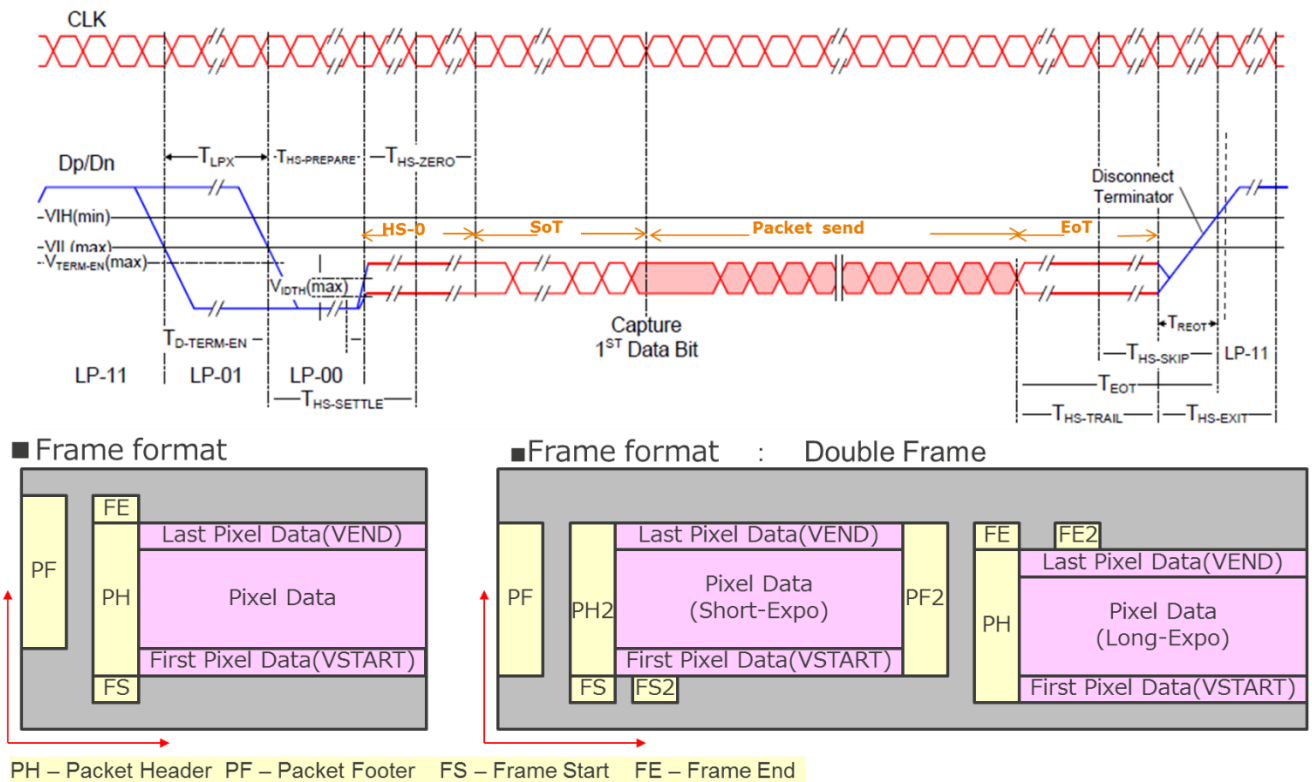 CLK
Dp/Dn
TLPX
THS-PREPARE
THS-ZERO
Disconnect
Terminator
VIH(min)
VIL(max)
VTERM-EN(max)
HS-0
SoT
Packet send
EoT
VIDTH(max)
TD-TERM-EN
Capture
1ST Data Bit
TREOT
LP-11
LP-01
LP-00
THS-SKIP
LP-11
TEOT
THS-SETTLE
THS-TRAIL
THS-EXIT
■ Frame format
PF
FE
PH
FS
Last Pixel Data(VEND)
Pixel Data
First Pixel Data(VSTART)
■Frame format : Double Frame
PF
PH2
FS
FS2
Last Pixel Data(VEND)
Pixel Data
(Short-Expo)
First Pixel Data(VSTART)
PF2
FE
FE2
PH
Last Pixel Data(VEND)
Pixel Data
(Long-Expo)
First Pixel Data(VSTART)
PH – Packet Header PF – Packet Footer FS – Frame Start FE – Frame End